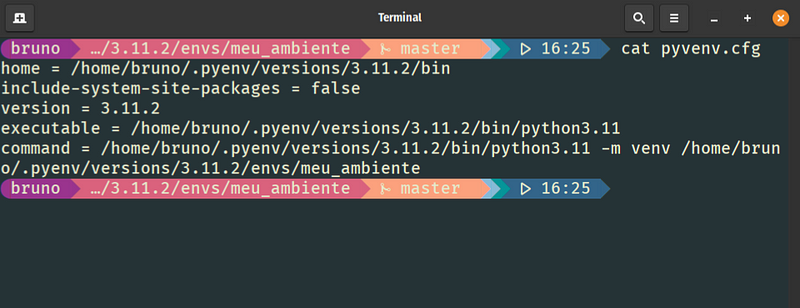 Terminal
bruno …/3.11.2/envs/meu_ambiente master 16:25 cat pyvenv.cfg
home = /home/bruno/.pyenv/versions/3.11.2/bin
include-system-site-packages = false
version = 3.11.2
executable = /home/bruno/.pyenv/versions/3.11.2/bin/python3.11
command = /home/bruno/.pyenv/versions/3.11.2/bin/python3.11 -m venv /home/brun
o/.pyenv/versions/3.11.2/envs/meu_ambiente
bruno …/3.11.2/envs/meu_ambiente master 16:25